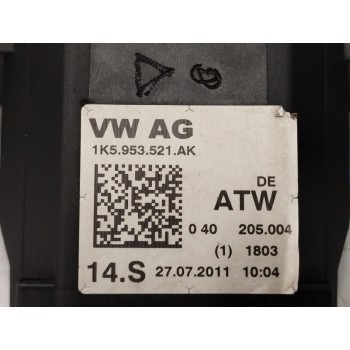 VW AG
1K5.953.521.AK
DE
ATW
0 40 205.004
(1) 1803
14.S 27.07.2011 10:04